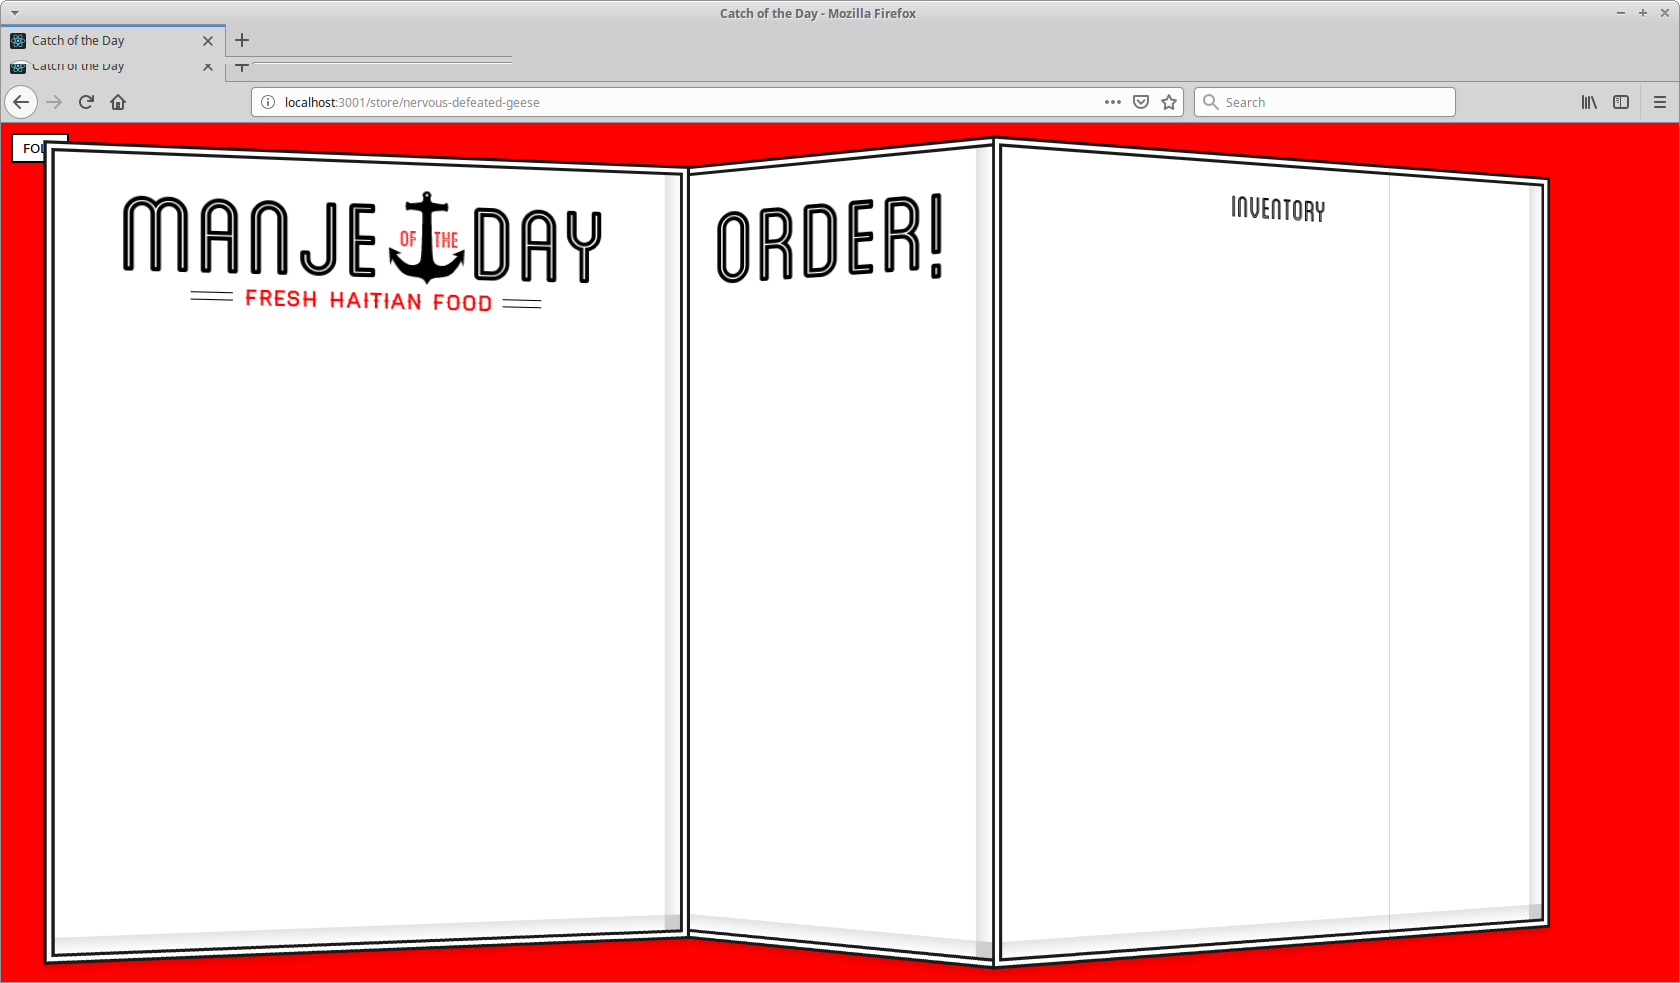 Catch of the Day - Mozilla Firefox
Catch of the Day
Catch of the Day
localhost:3001/store/nervous-defeated-geese
Search
MANJE OF THE DAY
FRESH HAITIAN FOOD
ORDER!
INVENTORY